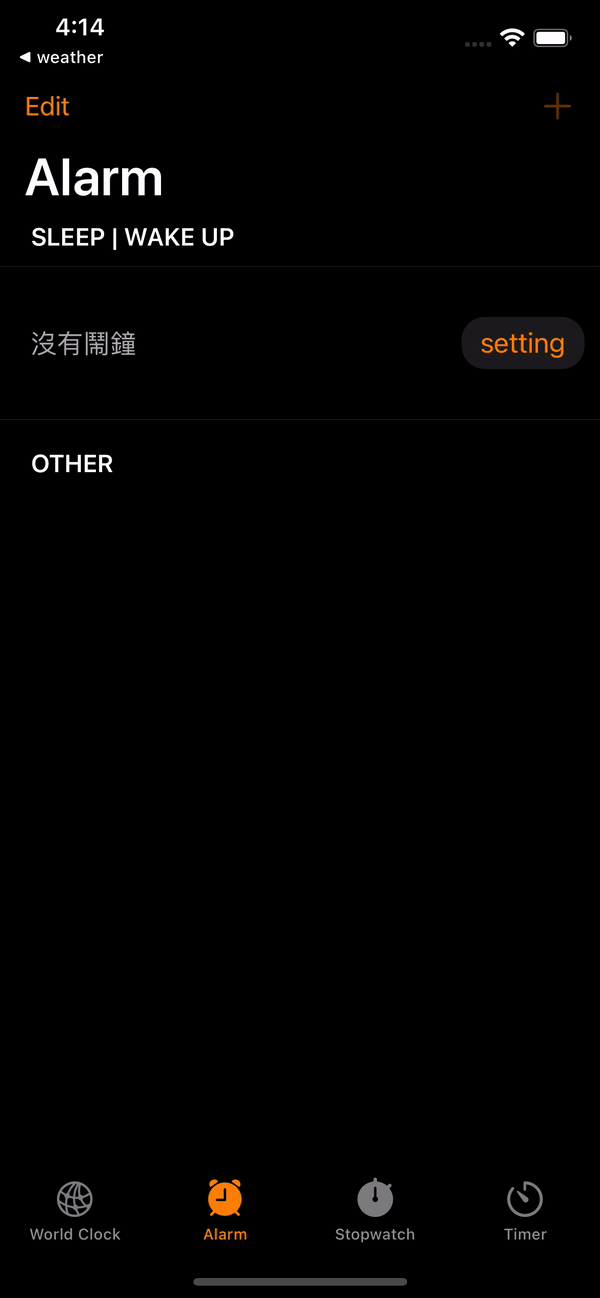 4:14
◀ weather
Edit
Alarm
SLEEP | WAKE UP
沒有鬧鐘
setting
OTHER
World Clock
Alarm
Stopwatch
Timer